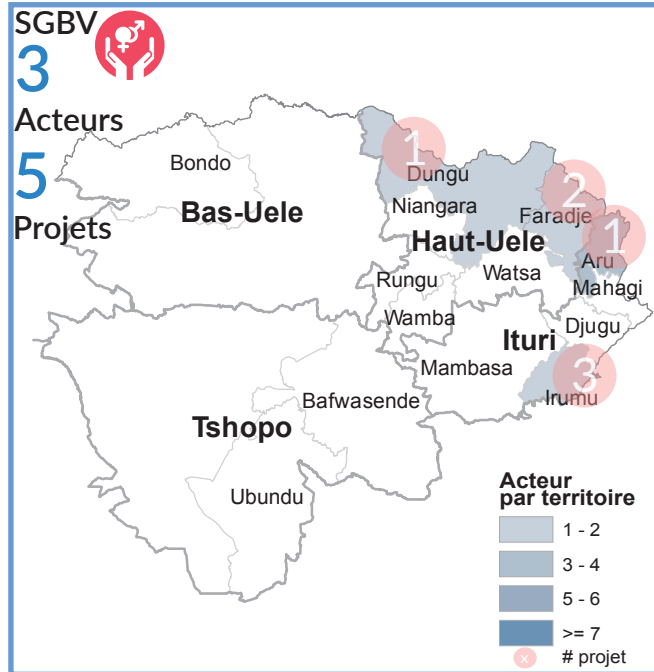 SGBV
3
Acteurs
5
Projets
Bondo
Bas-Uele
1
Dungu
Niangara
2
Faradje
1
Haut-Uele
Aru
Rungu
Watsa
Mahagi
Wamba
Djugu
Ituri
Mambasa
3
Irumu
Bafwasende
Tshopo
Ubundu
Acteur
par territoire
1 - 2
3 - 4
5 - 6
>= 7
x # projet